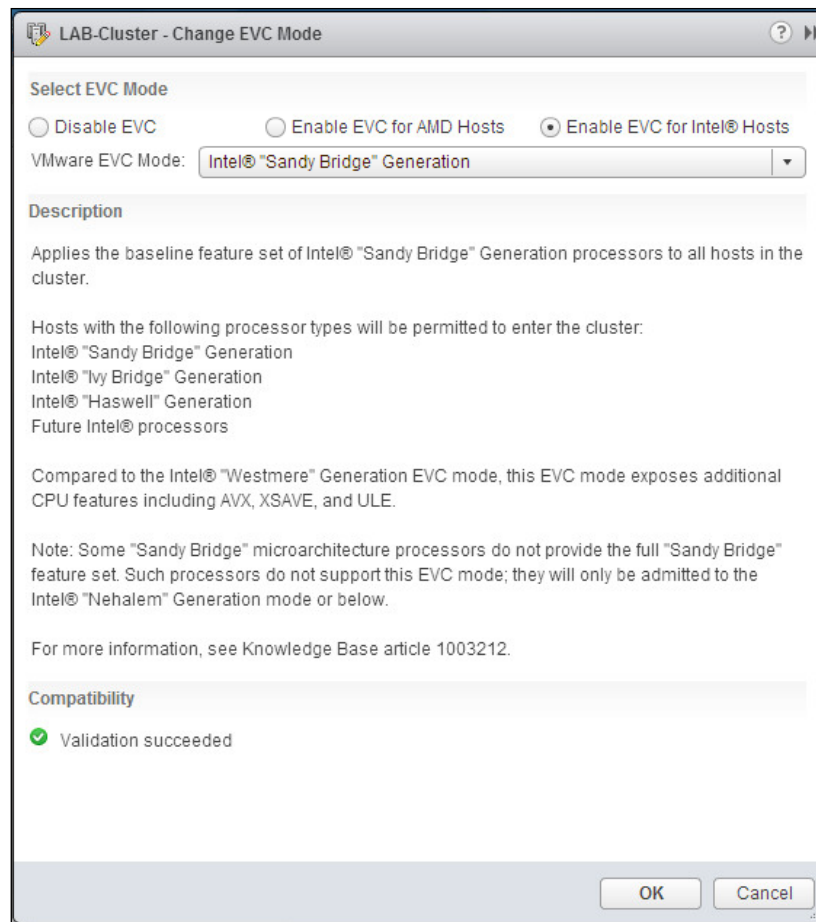 LAB-Cluster - Change EVC Mode
?
Select EVC Mode
Disable EVC
Enable EVC for AMD Hosts
Enable EVC for Intel® Hosts
VMware EVC Mode: Intel® "Sandy Bridge" Generation
Description
Applies the baseline feature set of Intel® "Sandy Bridge" Generation processors to all hosts in the
cluster.
Hosts with the following processor types will be permitted to enter the cluster:
Intel® "Sandy Bridge" Generation
Intel® "Ivy Bridge" Generation
Intel® "Haswell" Generation
Future Intel® processors
Compared to the Intel® "Westmere" Generation EVC mode, this EVC mode exposes additional
CPU features including AVX, XSAVE, and ULE.
Note: Some "Sandy Bridge" microarchitecture processors do not provide the full "Sandy Bridge"
feature set. Such processors do not support this EVC mode; they will only be admitted to the
Intel® "Nehalem" Generation mode or below.
For more information, see Knowledge Base article 1003212.
Compatibility
Validation succeeded
OK
Cancel